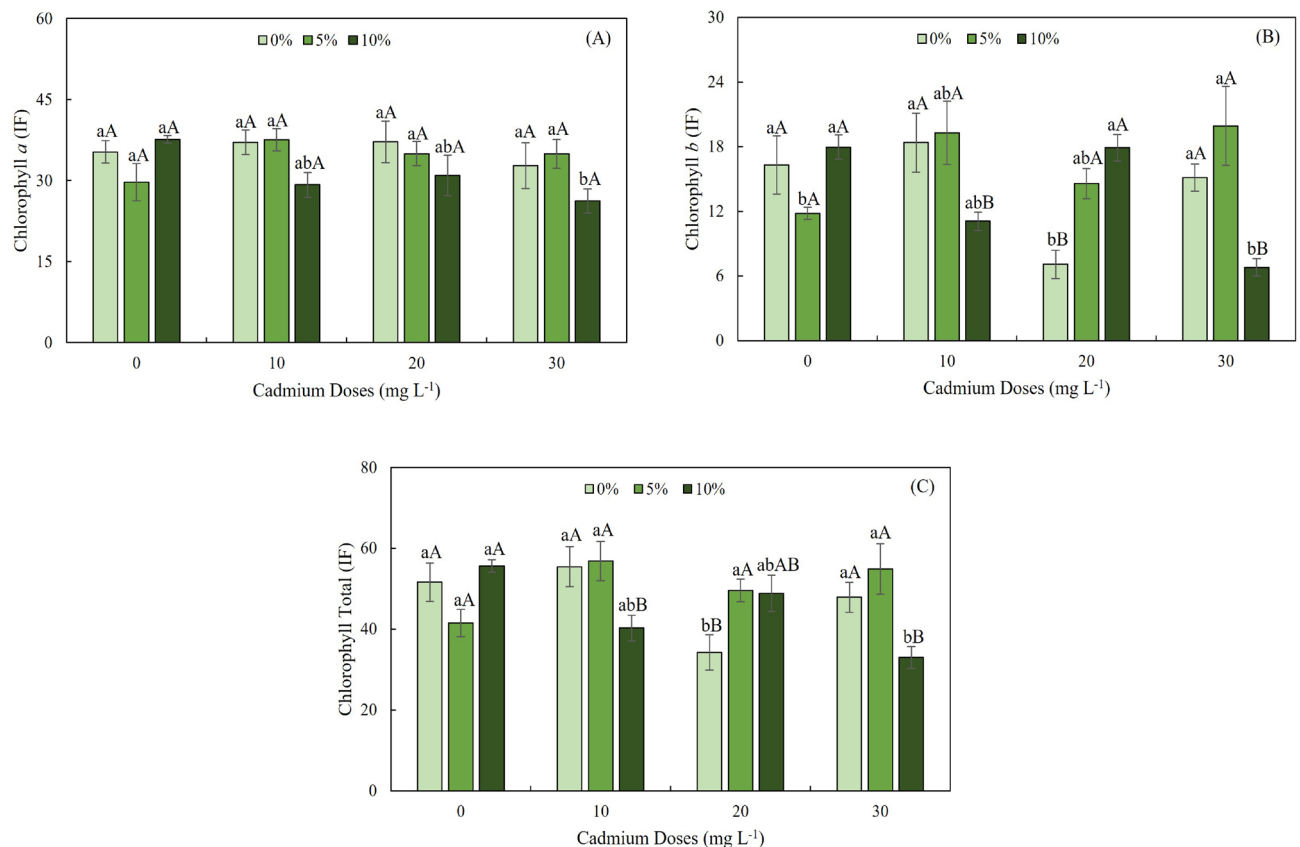 (A)
0% 5% 10%
60
45
30
15
0
Chlorophyll a (IF)
aA aA aA
aA aA abA
aA aA abA
aA aA bA
0 10 20 30
Cadmium Doses (mg L-1)
(B)
0% 5% 10%
30
24
18
12
6
0
Chlorophyll b (IF)
aA bA aA
aA abA abB
bB abA aA
aA aA bB
0 10 20 30
Cadmium Doses (mg L-1)
(C)
0% 5% 10%
80
60
40
20
0
Chlorophyll Total (IF)
aA aA aA
aA aA abB
bB aA abAB
aA aA bB
0 10 20 30
Cadmium Doses (mg L-1)